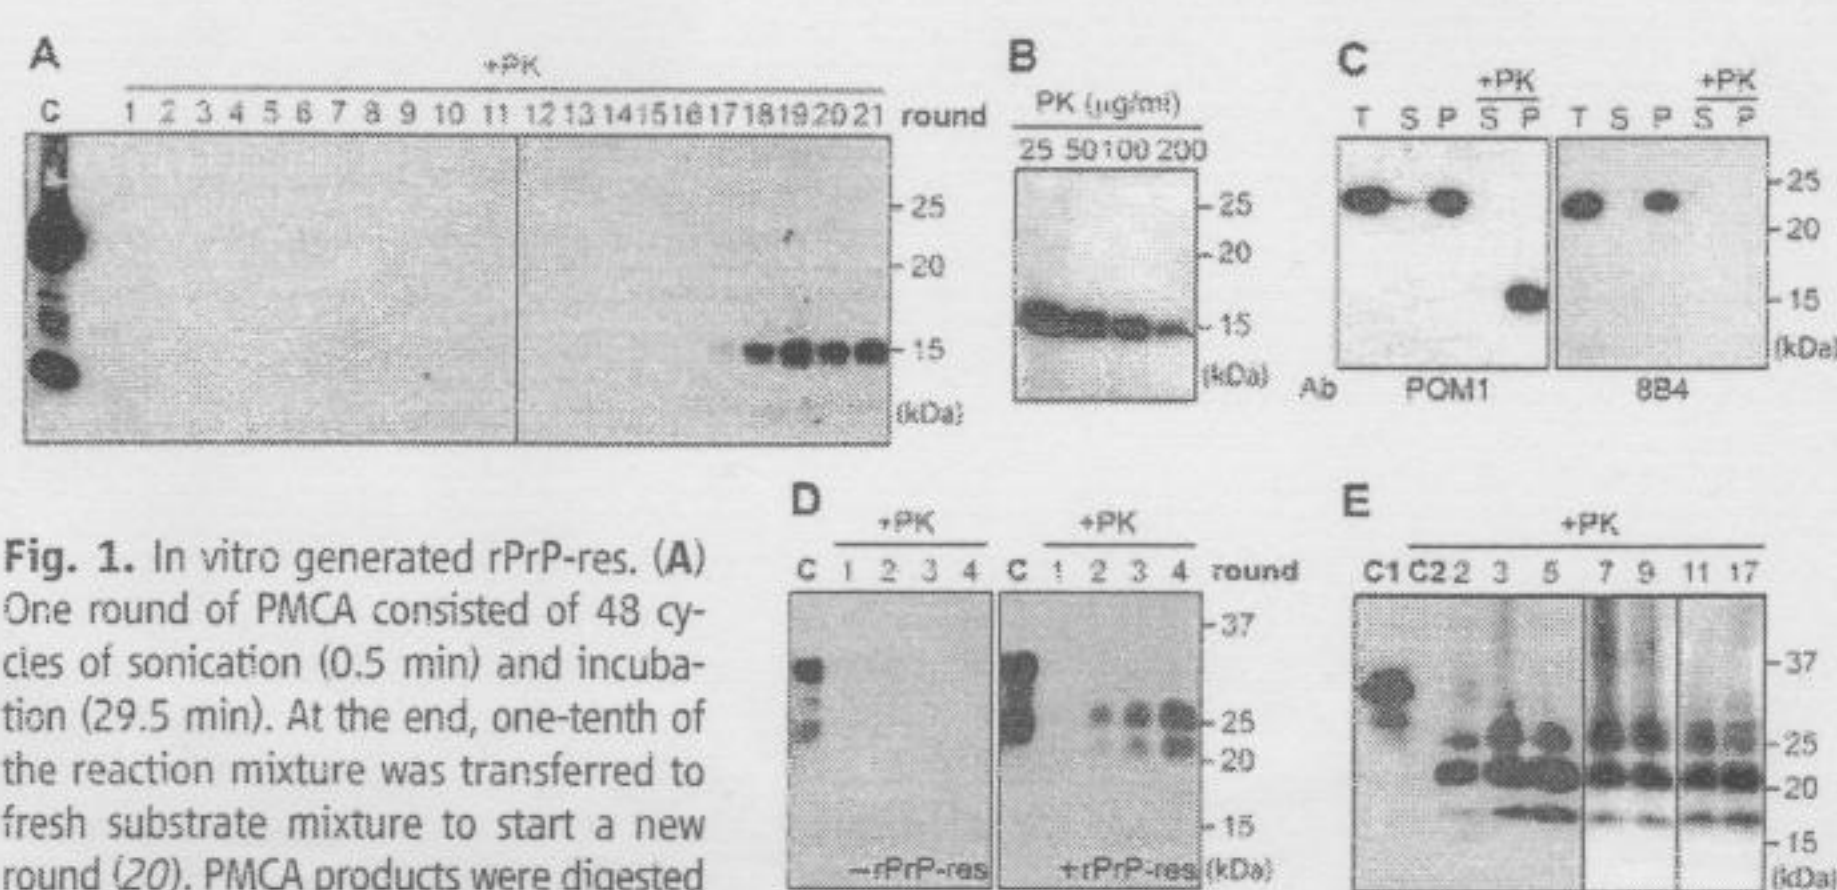 A
+PK
C 1 2 3 4 5 6 7 8 9 10 11 12 13 14 15 16 17 18 19 20 21 round
25
20
15
(kDa)
B
PK (µg/ml)
25 50 100 200
25
20
15
(kDa)
C
+PK +PK
T S P S P T S P S P
25
20
15
(kDa)
Ab POM1 8B4
Fig. 1. In vitro generated rPrP-res. (A)
One round of PMCA consisted of 48 cy-
cles of sonication (0.5 min) and incuba-
tion (29.5 min). At the end, one-tenth of
the reaction mixture was transferred to
fresh substrate mixture to start a new
round (20). PMCA products were digested
D
+PK +PK
C 1 2 3 4 C 1 2 3 4 round
37
25
20
15
−rPrP-res +rPrP-res (kDa)
E
+PK
C1 C2 2 3 5 7 9 11 17
37
25
20
15
(kDa)